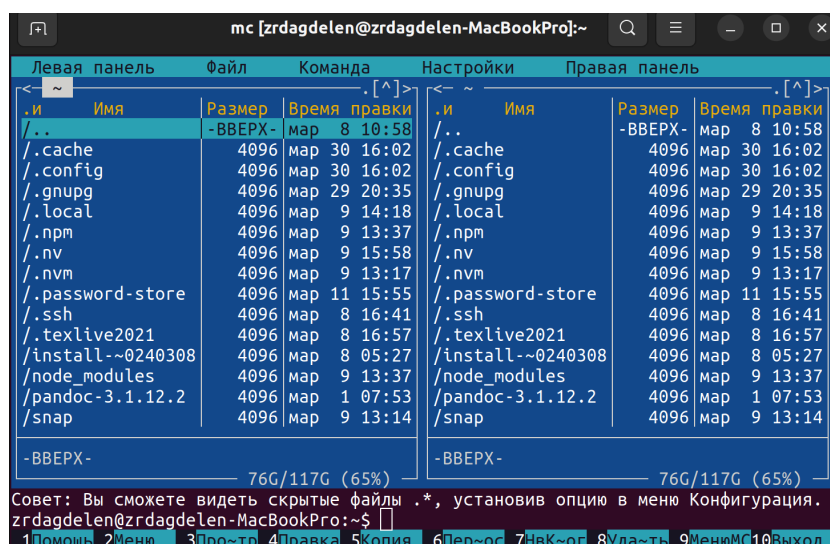 mc [zrdagdelen@zrdagdelen-MacBookPro]:~
Левая панель Файл Команда Настройки Правая панель
<─ ~ .[^]> <─ ~ .[^]>
.и Имя Размер Время правки .и Имя Размер Время правки
/.. -ВВЕРХ- мар 8 10:58 /.. -ВВЕРХ- мар 8 10:58
/.cache 4096 мар 30 16:02 /.cache 4096 мар 30 16:02
/.config 4096 мар 30 16:02 /.config 4096 мар 30 16:02
/.gnupg 4096 мар 29 20:35 /.gnupg 4096 мар 29 20:35
/.local 4096 мар 9 14:18 /.local 4096 мар 9 14:18
/.npm 4096 мар 9 13:37 /.npm 4096 мар 9 13:37
/.nv 4096 мар 9 15:58 /.nv 4096 мар 9 15:58
/.nvm 4096 мар 9 13:17 /.nvm 4096 мар 9 13:17
/.password-store 4096 мар 11 15:55 /.password-store 4096 мар 11 15:55
/.ssh 4096 мар 8 16:41 /.ssh 4096 мар 8 16:41
/.texlive2021 4096 мар 8 16:57 /.texlive2021 4096 мар 8 16:57
/install-~0240308 4096 мар 8 05:27 /install-~0240308 4096 мар 8 05:27
/node_modules 4096 мар 9 13:37 /node_modules 4096 мар 9 13:37
/pandoc-3.1.12.2 4096 мар 1 07:53 /pandoc-3.1.12.2 4096 мар 1 07:53
/snap 4096 мар 9 13:14 /snap 4096 мар 9 13:14
-ВВЕРХ- -ВВЕРХ-
76G/117G (65%) 76G/117G (65%)
Совет: Вы сможете видеть скрытые файлы .*, установив опцию в меню Конфигурация.
zrdagdelen@zrdagdelen-MacBookPro:~$
1Помощь 2Меню 3Про~тр 4Правка 5Копия 6Пер~ос 7НвК~ог 8Уда~ть 9МенюМС10Выход